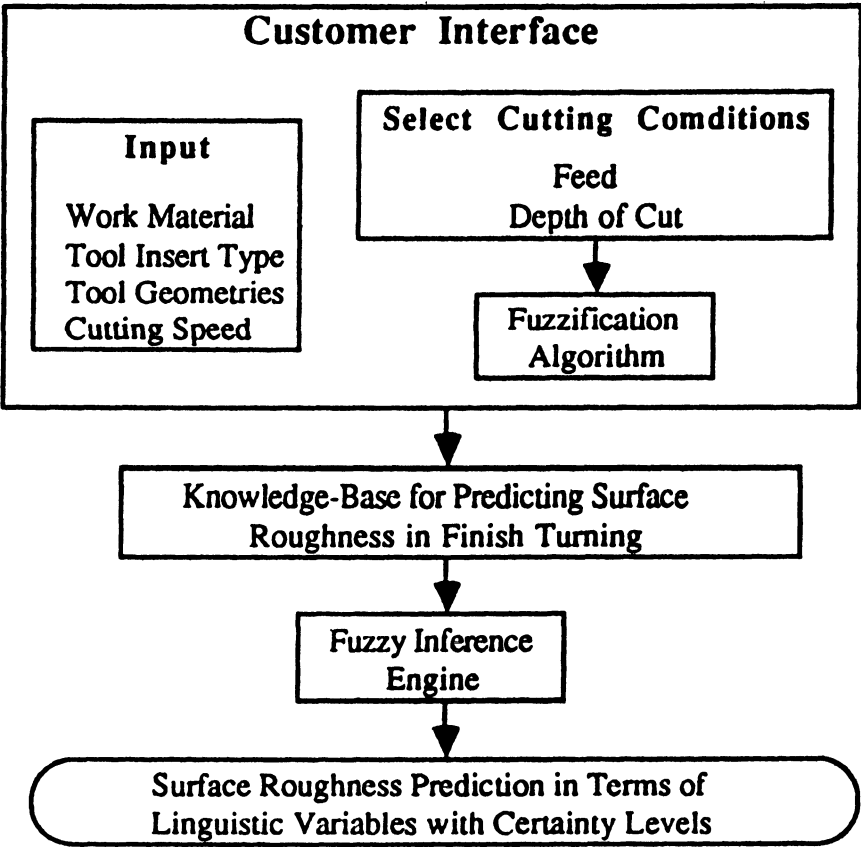 Customer Interface
Input
Work Material
Tool Insert Type
Tool Geometries
Cutting Speed
Select Cutting Comditions
Feed
Depth of Cut
Fuzzification
Algorithm
Knowledge-Base for Predicting Surface
Roughness in Finish Turning
Fuzzy Inference
Engine
Surface Roughness Prediction in Terms of
Linguistic Variables with Certainty Levels